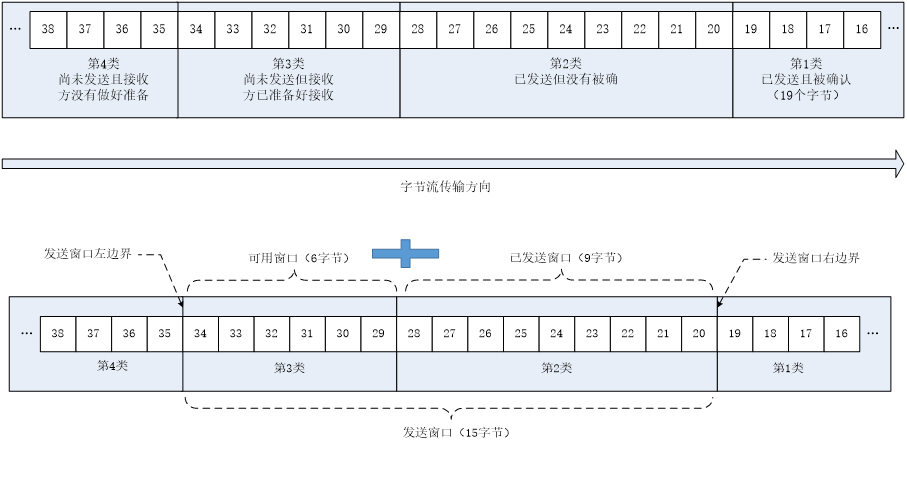 … 38 37 36 35 34 33 32 31 30 29 28 27 26 25 24 23 22 21 20 19 18 17 16 …
第4类
尚未发送且接收
方没有做好准备
第3类
尚未发送但接收
方已准备好接收
第2类
已发送但没有被确
第1类
已发送且被确认
(19个字节)
字节流传输方向
发送窗口左边界
可用窗口(6字节)
已发送窗口(9字节)
发送窗口右边界
… 38 37 36 35 34 33 32 31 30 29 28 27 26 25 24 23 22 21 20 19 18 17 16 …
第4类
第3类
第2类
第1类
发送窗口(15字节)